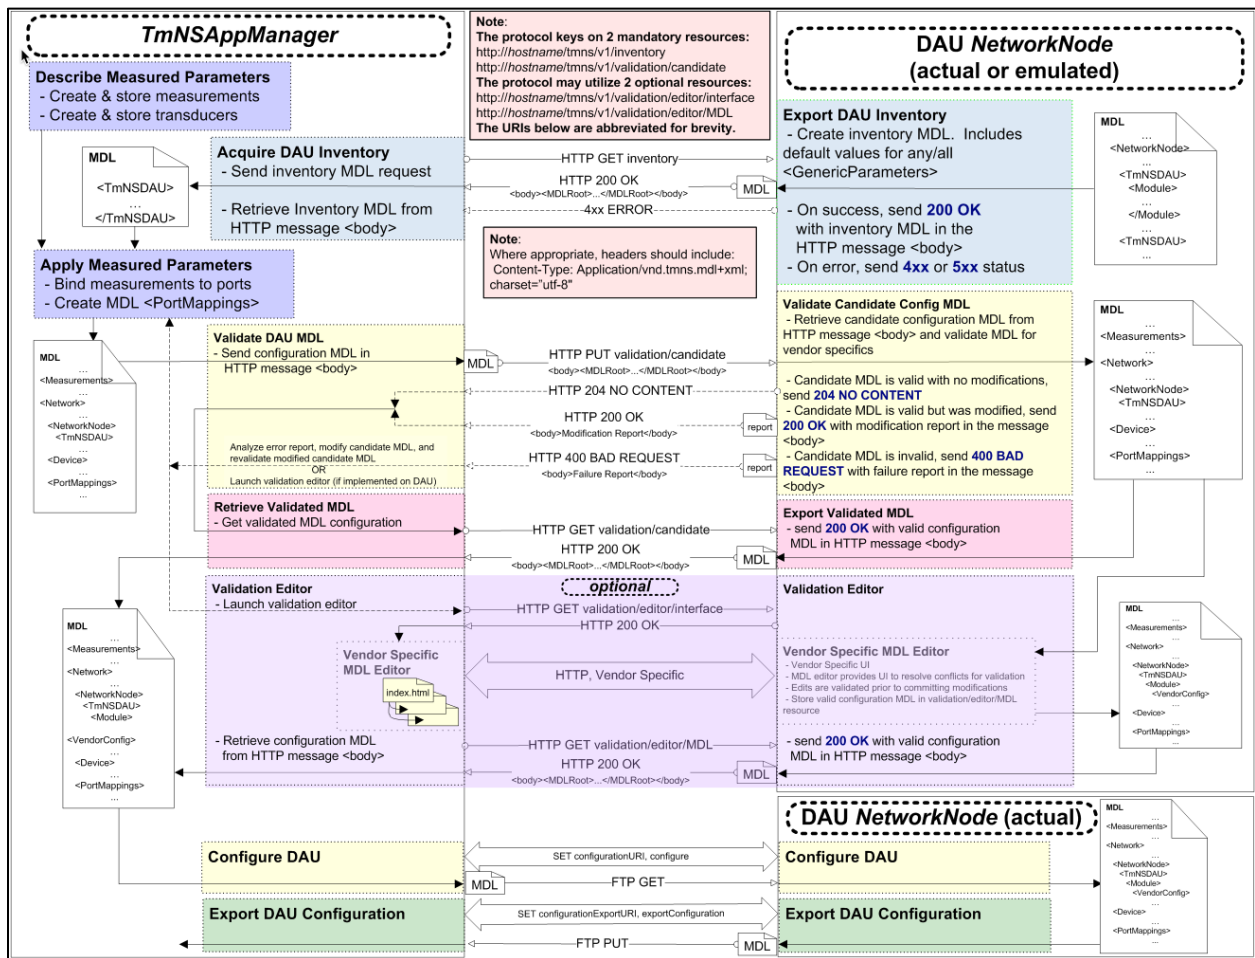 TmNSAppManager
Note:
The protocol keys on 2 mandatory resources:
http://hostname/tmns/v1/inventory
http://hostname/tmns/v1/validation/candidate
The protocol may utilize 2 optional resources:
http://hostname/tmns/v1/validation/editor/interface
http://hostname/tmns/v1/validation/editor/MDL
The URIs below are abbreviated for brevity.
DAU NetworkNode
(actual or emulated)
Describe Measured Parameters
- Create & store measurements
- Create & store transducers
MDL
<TmNSDAU>
...
</TmNSDAU>
Acquire DAU Inventory
- Send inventory MDL request
- Retrieve Inventory MDL from
HTTP message <body>
HTTP GET inventory
HTTP 200 OK
<body><MDLRoot>...</MDLRoot></body>
MDL
4xx ERROR
Export DAU Inventory
- Create inventory MDL. Includes
default values for any/all
<GenericParameters>
- On success, send 200 OK
with inventory MDL in the
HTTP message <body>
- On error, send 4xx or 5xx status
MDL
...
<NetworkNode>
...
<TmNSDAU>
<Module>
...
</Module>
...
<TmNSDAU>
...
Note:
Where appropriate, headers should include:
Content-Type: Application/vnd.tmns.mdl+xml;
charset="utf-8"
Apply Measured Parameters
- Bind measurements to ports
- Create MDL <PortMappings>
MDL
...
<Measurements>
...
<Network>
...
<NetworkNode>
<TmNSDAU>
...
<Device>
...
<PortMappings>
...
Validate DAU MDL
- Send configuration MDL in
HTTP message <body>
Analyze error report, modify candidate MDL, and
revalidate modified candidate MDL
OR
Launch validation editor (if implemented on DAU)
MDL
HTTP PUT validation/candidate
<body><MDLRoot>...</MDLRoot></body>
HTTP 204 NO CONTENT
HTTP 200 OK
<body>Modification Report</body>
report
HTTP 400 BAD REQUEST
<body>Failure Report</body>
report
Validate Candidate Config MDL
- Retrieve candidate configuration MDL from
HTTP message <body> and validate MDL for
vendor specifics
- Candidate MDL is valid with no modifications,
send 204 NO CONTENT
- Candidate MDL is valid but was modified, send
200 OK with modification report in the message
<body>
- Candidate MDL is invalid, send 400 BAD
REQUEST with failure report in the message
<body>
MDL
...
<Measurements>
...
<Network>
...
<NetworkNode>
<TmNSDAU>
...
<Device>
...
<PortMappings>
...
Retrieve Validated MDL
- Get validated MDL configuration
HTTP GET validation/candidate
HTTP 200 OK
<body><MDLRoot>...</MDLRoot></body>
MDL
Export Validated MDL
- send 200 OK with valid configuration
MDL in HTTP message <body>
MDL
...
<Measurements>
...
<Network>
...
<NetworkNode>
<TmNSDAU>
<Module>
...
<VendorConfig>
...
<Device>
...
<PortMappings>
...
Validation Editor
- Launch validation editor
Vendor Specific
MDL Editor
index.html
- Retrieve configuration MDL
from HTTP message <body>
optional
HTTP GET validation/editor/interface
HTTP 200 OK
HTTP, Vendor Specific
HTTP GET validation/editor/MDL
HTTP 200 OK
<body><MDLRoot>...</MDLRoot></body>
MDL
Validation Editor
Vendor Specific MDL Editor
- Vendor Specific UI
- MDL editor provides UI to resolve conflicts for validation
- Edits are validated prior to committing modifications
- Store valid configuration MDL in validation/editor/MDL
resource
- send 200 OK with valid configuration
MDL in HTTP message <body>
MDL
...
<Measurements>
...
<Network>
...
<NetworkNode>
<TmNSDAU>
<Module>
<VendorConfig>
...
<Device>
...
<PortMappings>
...
DAU NetworkNode (actual)
Configure DAU
SET configurationURI, configure
Configure DAU
MDL
FTP GET
Export DAU Configuration
SET configurationExportURI, exportConfiguration
Export DAU Configuration
FTP PUT
MDL
MDL
...
<Measurements>
...
<Network>
...
<NetworkNode>
<TmNSDAU>
<Module>
<VendorConfig>
...
<Device>
...
<PortMappings>
...